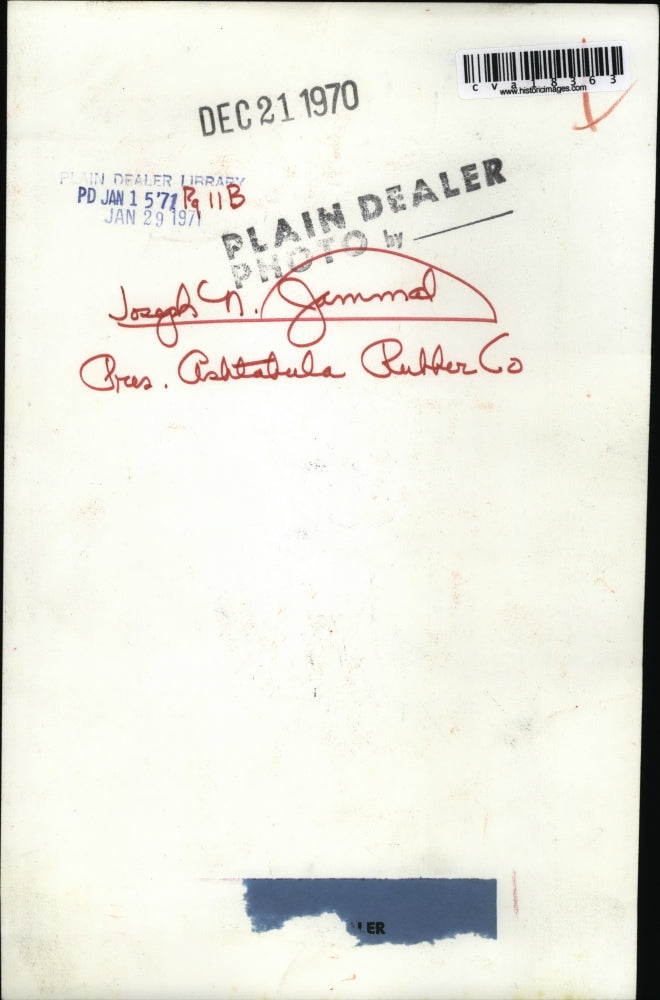 cva18363
www.historicimages.com
DEC 21 1970
PLAIN DEALER LIBRARY
PD JAN 15 '71 Pg 11B
JAN 29 1971
PLAIN DEALER
PHOTO by
Joseph N. Jammal
Pres. Ashtabula Rubber Co
ER